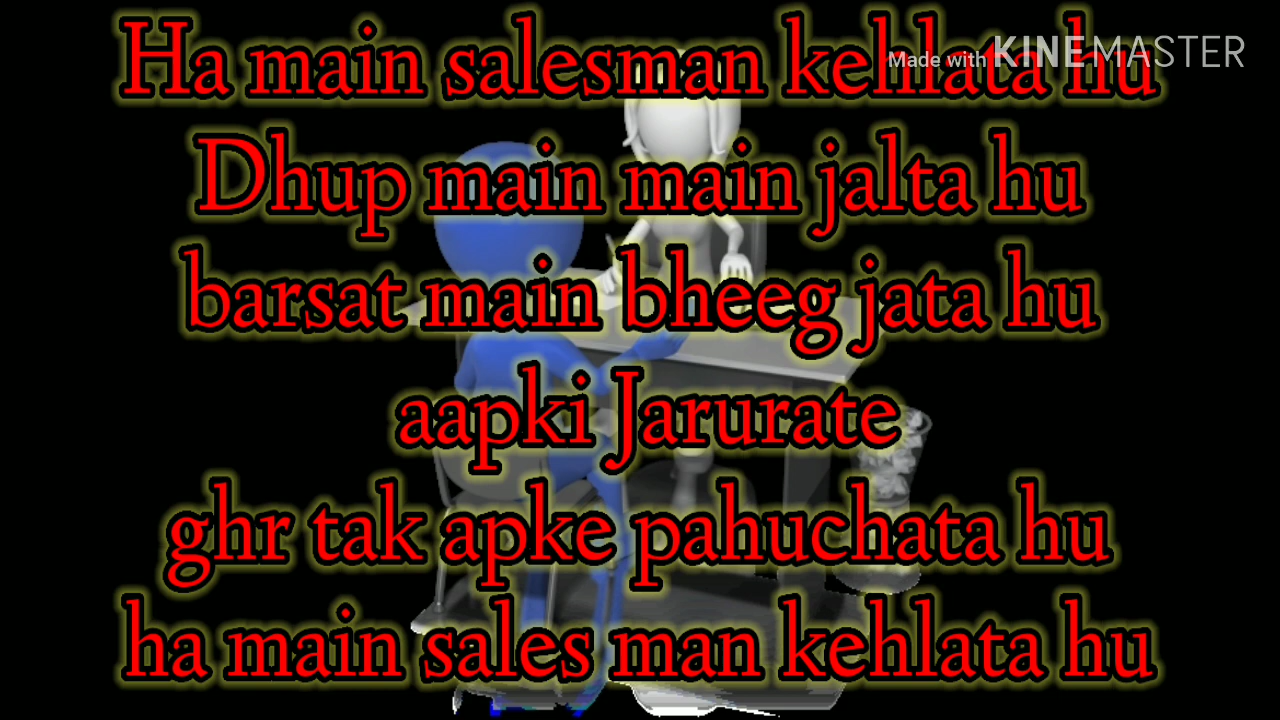 Ha main salesman kehlata hu
Made with KINEMASTER
Dhup main main jalta hu
barsat main bheeg jata hu
aapki Jarurate
ghr tak apke pahuchata hu
ha main sales man kehlata hu